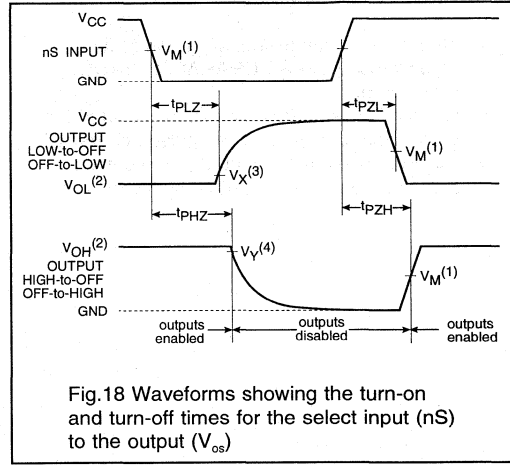 VCC
nS INPUT
VM(1)
GND
tPLZ
tPZL
VCC
OUTPUT
LOW-to-OFF
OFF-to-LOW
VM(1)
VX(3)
VOL(2)
tPHZ
tPZH
VOH(2)
VY(4)
OUTPUT
HIGH-to-OFF
OFF-to-HIGH
VM(1)
GND
outputs enabled
outputs disabled
outputs enabled
Fig.18 Waveforms showing the turn-on
and turn-off times for the select input (nS)
to the output (Vos)